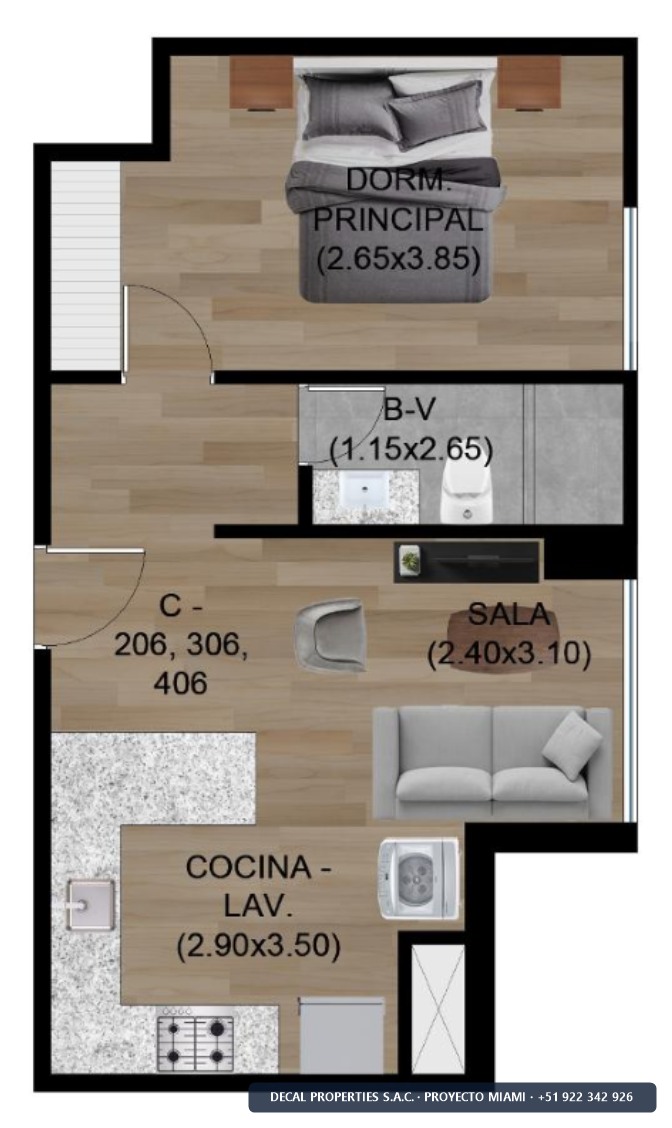 DORM.
PRINCIPAL
(2.65x3.85)
B-V
(1.15x2.65)
C -
206, 306,
406
SALA
(2.40x3.10)
COCINA -
LAV.
(2.90x3.50)
DECAL PROPERTIES S.A.C. · PROYECTO MIAMI · +51 922 342 926